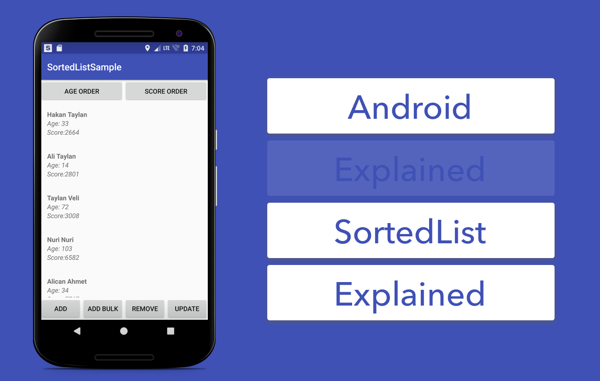 S 7:04
LTE
SortedListSample
AGE ORDER SCORE ORDER
Hakan Taylan
Age: 33
Score:2664
Ali Taylan
Age: 14
Score:2801
Taylan Veli
Age: 72
Score:3008
Nuri Nuri
Age: 103
Score:6582
Alican Ahmet
Age: 34
ADD ADD BULK REMOVE UPDATE
Android
Explained
SortedList
Explained